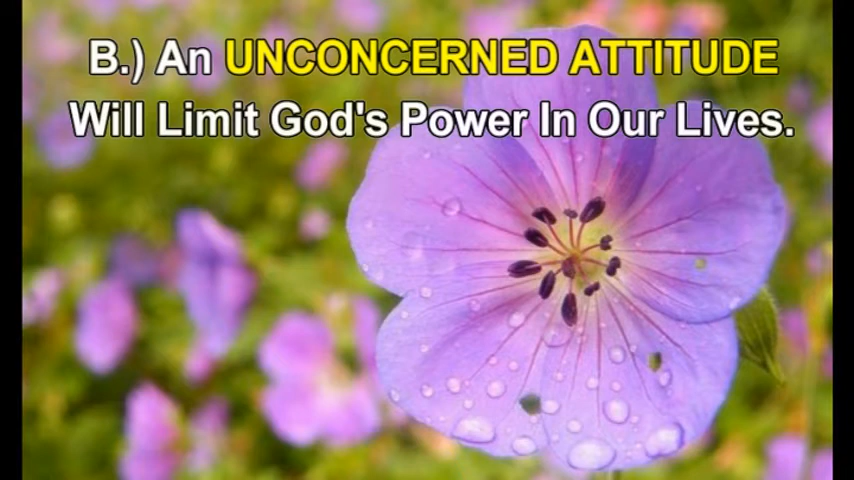 B.) An UNCONCERNED ATTITUDE
Will Limit God's Power In Our Lives.